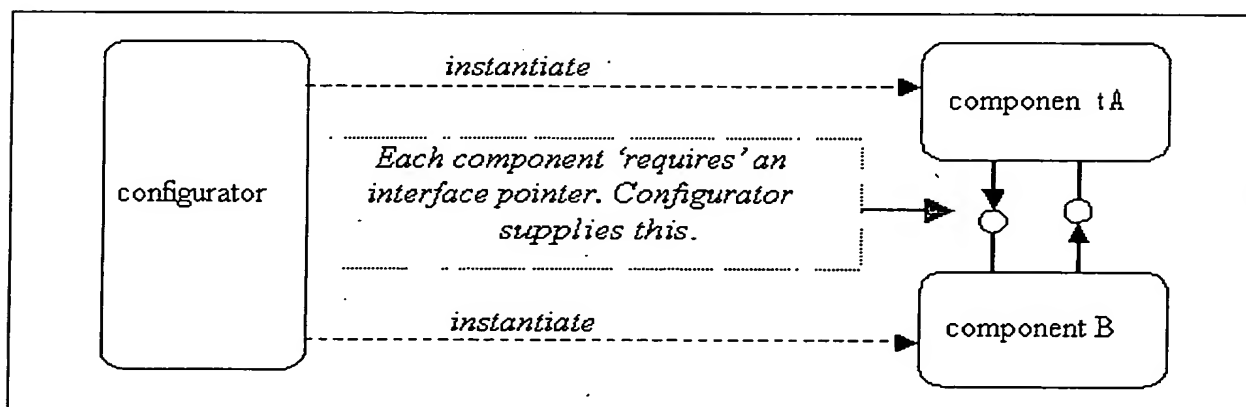 instantiate
componen tA
Each component ‘requires’ an
interface pointer. Configurator
supplies this.
configurator
instantiate
component B